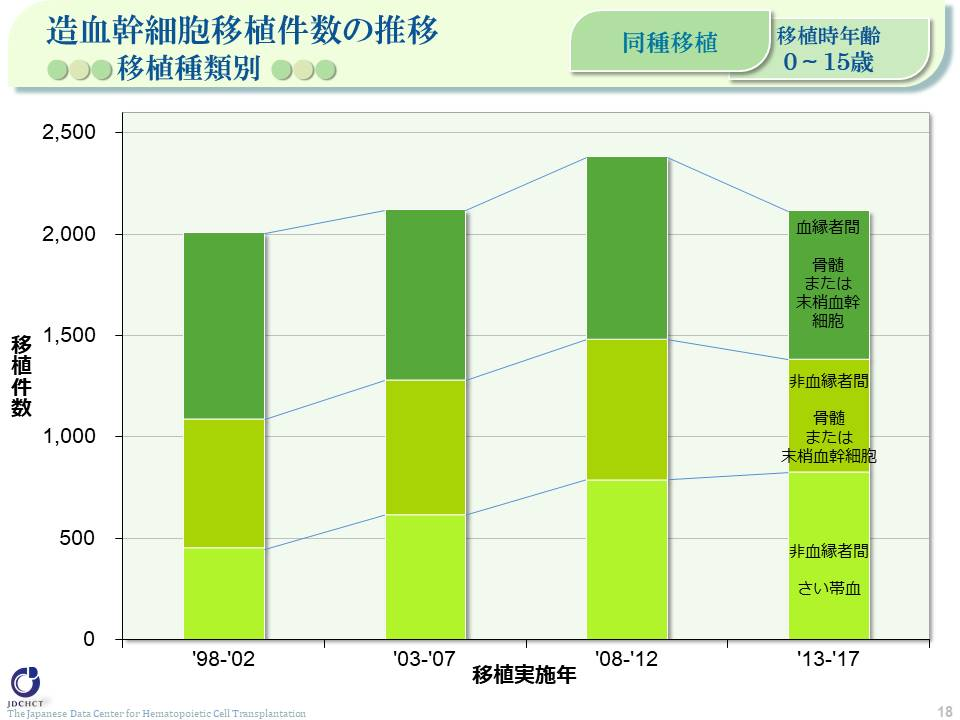 造血幹細胞移植件数の推移
移植種類別
同種移植
移植時年齢
0~15歳
2,500
2,000
1,500
1,000
500
0
移植件数
血縁者間
骨髄
または
末梢血幹
細胞
非血縁者間
骨髄
または
末梢血幹細胞
非血縁者間
さい帯血
'98-'02
'03-'07
'08-'12
'13-'17
移植実施年
JDCHCT
The Japanese Data Center for Hematopoietic Cell Transplantation
18